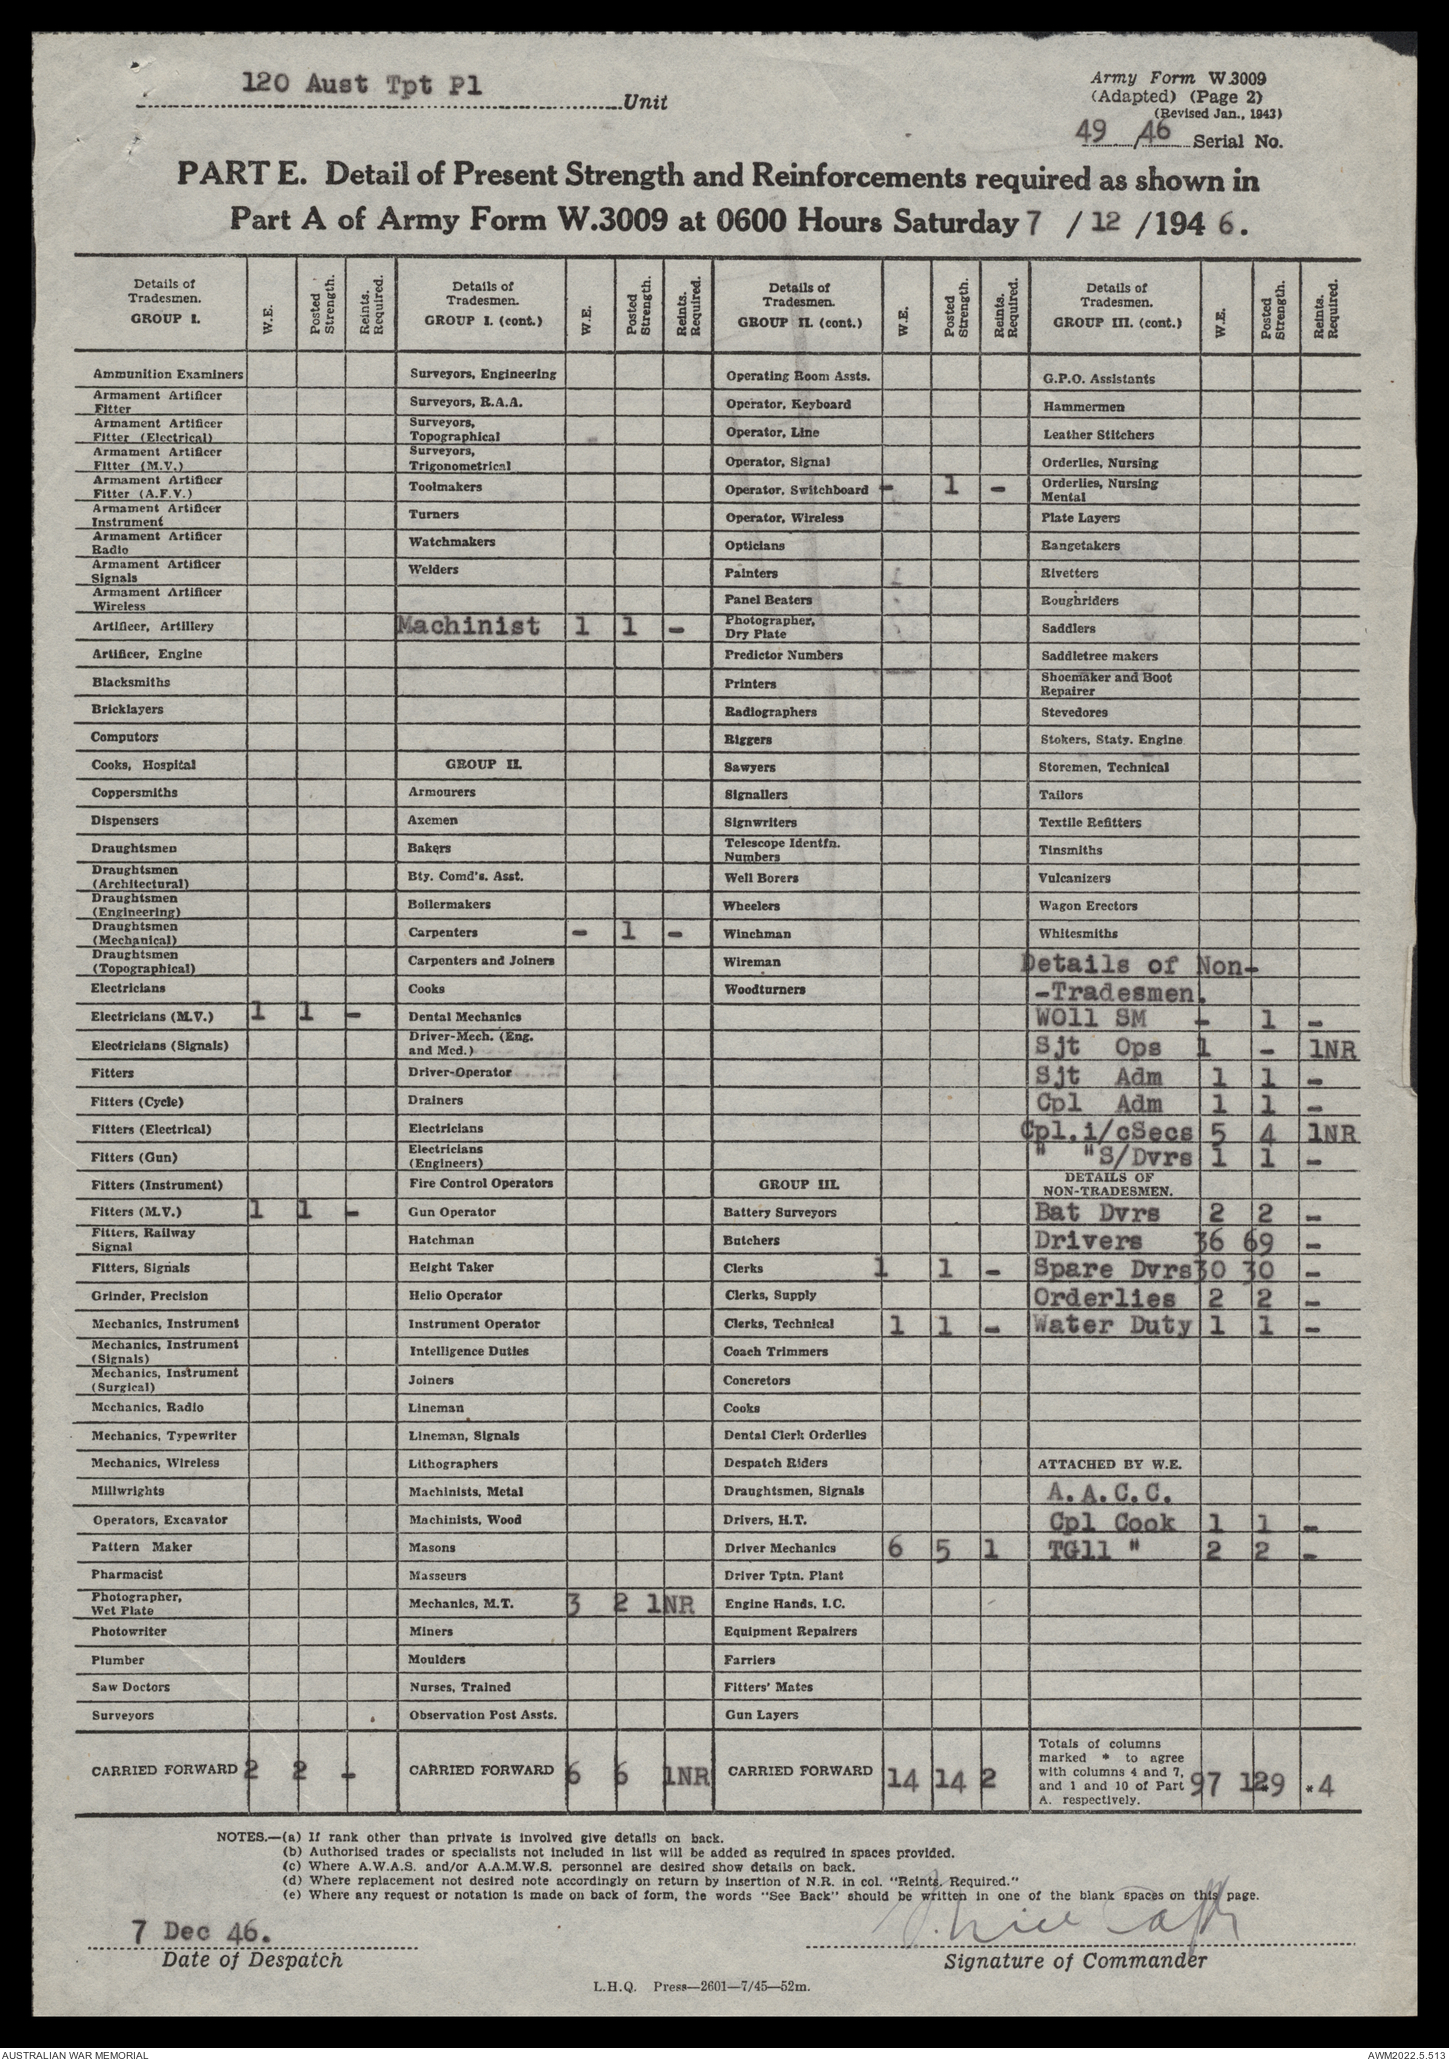 120 Aust Tpt Pl
Unit
Army Form W.3009
(Adapted) (Page 2)
(Revised Jan., 1943)
49 /46 Serial No.
PART E. Detail of Present Strength and Reinforcements required as shown in
Part A of Army Form W.3009 at 0600 Hours Saturday 7 / 12 /194 6.
Details of Tradesmen. GROUP I. W.E. Posted Strength. Reints. Required.
Ammunition Examiners
Armament Artificer Fitter
Armament Artificer Fitter (Electrical)
Armament Artificer Fitter (M.V.)
Armament Artificer Fitter (A.F.V.)
Armament Artificer Instrument
Armament Artificer Radio
Armament Artificer Signals
Armament Artificer Wireless
Artificer, Artillery
Artificer, Engine
Blacksmiths
Bricklayers
Computors
Cooks, Hospital
Coppersmiths
Dispensers
Draughtsmen
Draughtsmen (Architectural)
Draughtsmen (Engineering)
Draughtsmen (Mechanical)
Draughtsmen (Topographical)
Electricians
Electricians (M.V.) 1 1 -
Electricians (Signals)
Fitters
Fitters (Cycle)
Fitters (Electrical)
Fitters (Gun)
Fitters (Instrument)
Fitters (M.V.) 1 1 -
Fitters, Railway Signal
Fitters, Signals
Grinder, Precision
Mechanics, Instrument
Mechanics, Instrument (Signals)
Mechanics, Instrument (Surgical)
Mechanics, Radio
Mechanics, Typewriter
Mechanics, Wireless
Millwrights
Operators, Excavator
Pattern Maker
Pharmacist
Photographer, Wet Plate
Photowriter
Plumber
Saw Doctors
Surveyors
CARRIED FORWARD 2 2 -
Details of Tradesmen. GROUP I. (cont.) W.E. Posted Strength. Reints. Required.
Surveyors, Engineering
Surveyors, R.A.A.
Surveyors, Topographical
Surveyors, Trigonometrical
Toolmakers
Turners
Watchmakers
Welders
Machinist 1 1 -
GROUP II.
Armourers
Axemen
Bakers
Bty. Comd's. Asst.
Boilermakers
Carpenters - 1 -
Carpenters and Joiners
Cooks
Dental Mechanics
Driver-Mech. (Eng. and Med.)
Driver-Operator
Drainers
Electricians
Electricians (Engineers)
Fire Control Operators
Gun Operator
Hatchman
Height Taker
Helio Operator
Instrument Operator
Intelligence Duties
Joiners
Lineman
Lineman, Signals
Lithographers
Machinists, Metal
Machinists, Wood
Masons
Masseurs
Mechanics, M.T. 3 2 1NR
Miners
Moulders
Nurses, Trained
Observation Post Assts.
CARRIED FORWARD 6 6 1NR
Details of Tradesmen. GROUP II. (cont.) W.E. Posted Strength. Reints. Required.
Operating Room Assts.
Operator, Keyboard
Operator, Line
Operator, Signal
Operator, Switchboard - 1 -
Operator, Wireless
Opticians
Painters
Panel Beaters
Photographer, Dry Plate
Predictor Numbers
Printers
Radiographers
Riggers
Sawyers
Signallers
Signwriters
Telescope Identfn. Numbers
Well Borers
Wheelers
Winchman
Wireman
Woodturners
GROUP III.
Battery Surveyors
Butchers
Clerks 1 1 -
Clerks, Supply
Clerks, Technical 1 1 -
Coach Trimmers
Concretors
Cooks
Dental Clerk Orderlies
Despatch Riders
Draughtsmen, Signals
Drivers, H.T.
Driver Mechanics 6 5 1
Driver Tptn. Plant
Engine Hands, I.C.
Equipment Repairers
Farriers
Fitters' Mates
Gun Layers
CARRIED FORWARD 14 14 2
Details of Tradesmen. GROUP III. (cont.) W.E. Posted Strength. Reints. Required.
G.P.O. Assistants
Hammermen
Leather Stitchers
Orderlies, Nursing
Orderlies, Nursing Mental
Plate Layers
Rangetakers
Rivetters
Roughriders
Saddlers
Saddletree makers
Shoemaker and Boot Repairer
Stevedores
Stokers, Staty. Engine
Storemen, Technical
Tailors
Textile Refitters
Tinsmiths
Vulcanizers
Wagon Erectors
Whitesmiths
Details of Non-
-Tradesmen.
WO11 SM - 1 -
Sjt Ops 1 - 1NR
Sjt Adm 1 1 -
Cpl Adm 1 1 -
Cpl.i/cSecs 5 4 1NR
" "S/Dvrs 1 1 -
DETAILS OF NON-TRADESMEN.
Bat Dvrs 2 2 -
Drivers 36 69 -
Spare Dvrs 30 30 -
Orderlies 2 2 -
Water Duty 1 1 -
ATTACHED BY W.E.
A.A.C.C.
Cpl Cook 1 1 -
TG11 " 2 2 -
Totals of columns marked * to agree with columns 4 and 7, and 1 and 10 of Part A. respectively. 97 129 *4
NOTES.—(a) If rank other than private is involved give details on back.
(b) Authorised trades or specialists not included in list will be added as required in spaces provided.
(c) Where A.W.A.S. and/or A.A.M.W.S. personnel are desired show details on back.
(d) Where replacement not desired note accordingly on return by insertion of N.R. in col. "Reints. Required."
(e) Where any request or notation is made on back of form, the words "See Back" should be written in one of the blank spaces on this page.
7 Dec 46.
Date of Despatch
Signature of Commander
L.H.Q. Press—2601—7/45—52m.
AUSTRALIAN WAR MEMORIAL
AWM2022.5.513